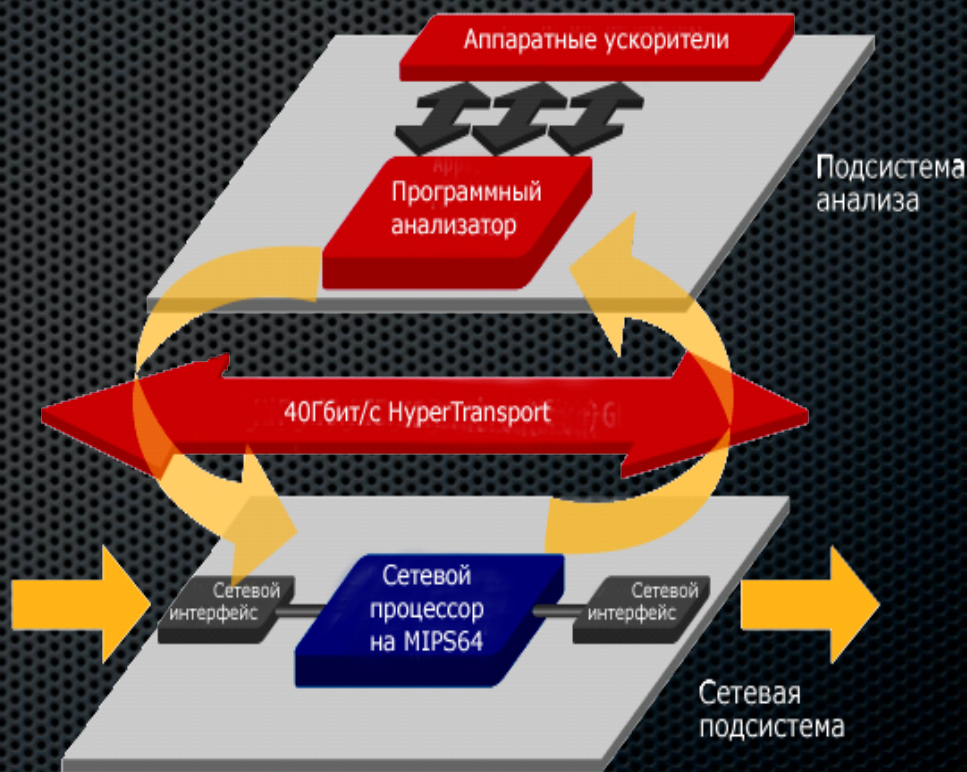 Аппаратные ускорители
Программный
анализатор
Подсистема
анализа
40Гбит/с HyperTransport
Сетевой
интерфейс
Сетевой
процессор
на MIPS64
Сетевой
интерфейс
Сетевая
подсистема